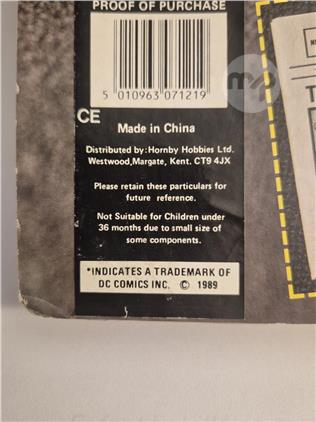 PROOF OF PURCHASE
5 010963 071219
CE
Made in China
Distributed by: Hornby Hobbies Ltd.
Westwood,Margate, Kent. CT9 4JX
Please retain these particulars for
future reference.
Not Suitable for Children under
36 months due to small size of
some components.
*INDICATES A TRADEMARK OF
DC COMICS INC. © 1989